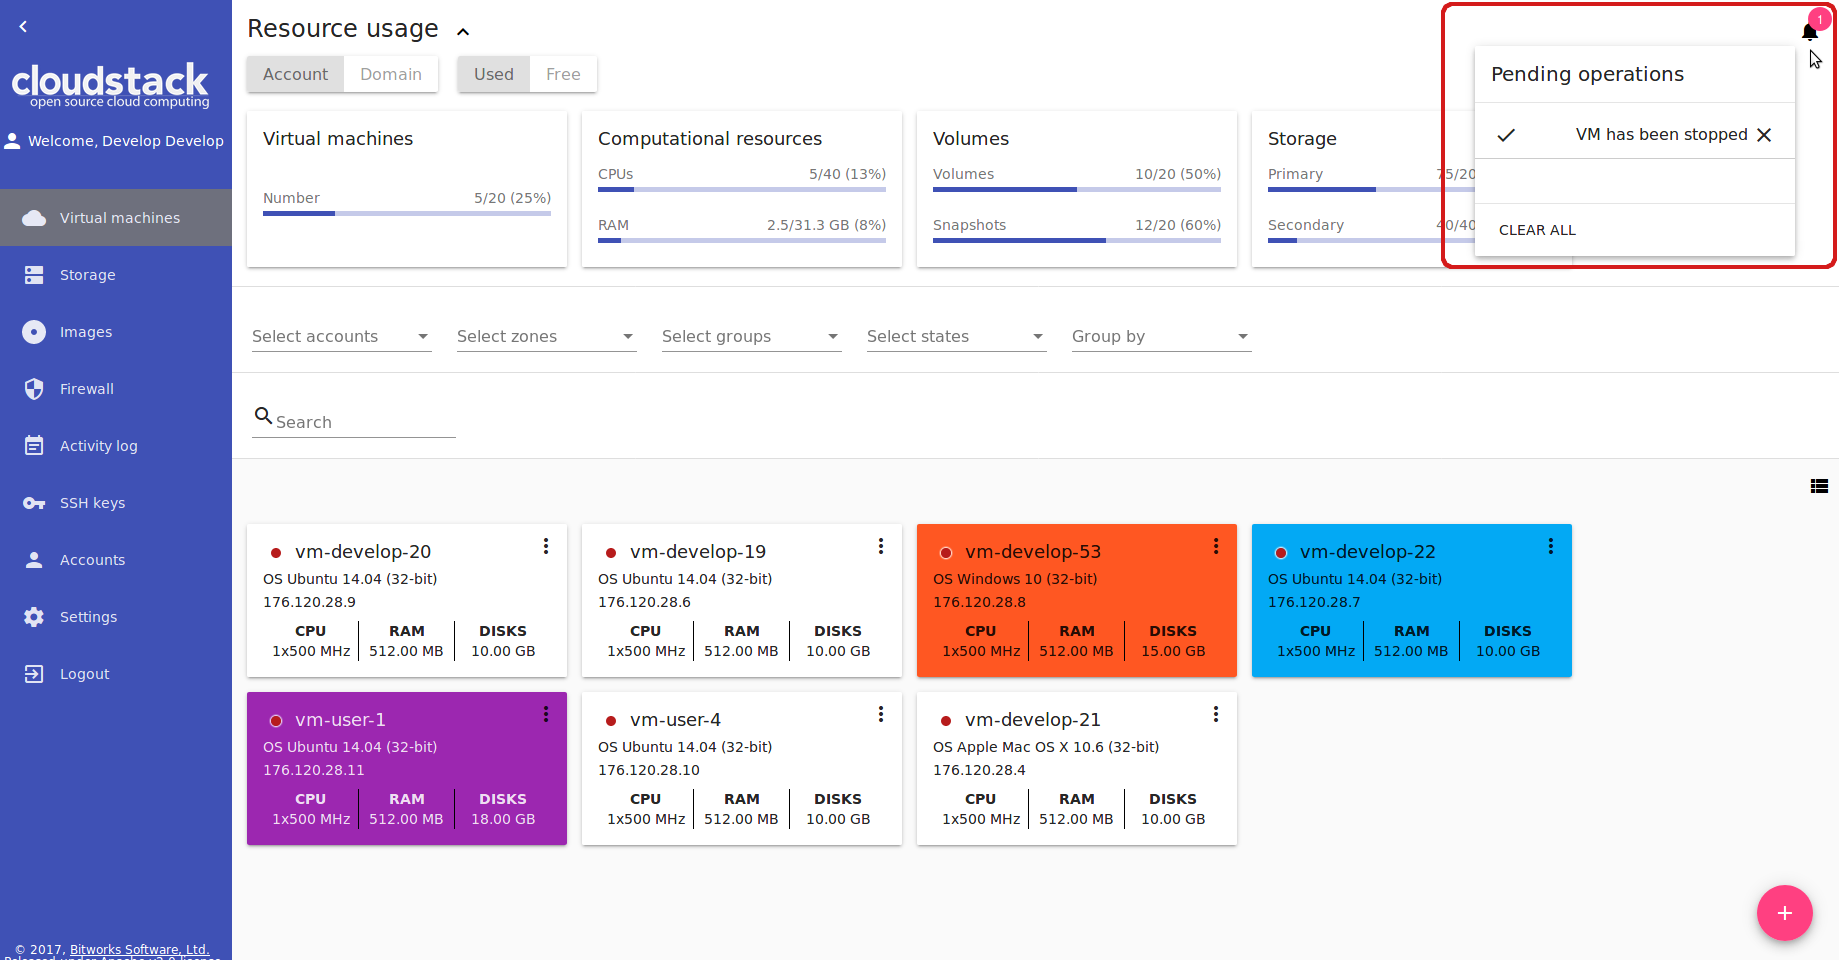 cloudstack
open source cloud computing
Welcome, Develop Develop
Virtual machines
Storage
Images
Firewall
Activity log
SSH keys
Accounts
Settings
Logout
© 2017, Bitworks Software, Ltd.
Resource usage
1
Account Domain Used Free
Pending operations
VM has been stopped
CLEAR ALL
Virtual machines
Number 5/20 (25%)
Computational resources
CPUs 5/40 (13%)
RAM 2.5/31.3 GB (8%)
Volumes
Volumes 10/20 (50%)
Snapshots 12/20 (60%)
Storage
Primary 75/20
Secondary 40/40
Select accounts Select zones Select groups Select states Group by
Search
vm-develop-20
OS Ubuntu 14.04 (32-bit)
176.120.28.9
CPU RAM DISKS
1x500 MHz 512.00 MB 10.00 GB
vm-develop-19
OS Ubuntu 14.04 (32-bit)
176.120.28.6
CPU RAM DISKS
1x500 MHz 512.00 MB 10.00 GB
vm-develop-53
OS Windows 10 (32-bit)
176.120.28.8
CPU RAM DISKS
1x500 MHz 512.00 MB 15.00 GB
vm-develop-22
OS Ubuntu 14.04 (32-bit)
176.120.28.7
CPU RAM DISKS
1x500 MHz 512.00 MB 10.00 GB
vm-user-1
OS Ubuntu 14.04 (32-bit)
176.120.28.11
CPU RAM DISKS
1x500 MHz 512.00 MB 18.00 GB
vm-user-4
OS Ubuntu 14.04 (32-bit)
176.120.28.10
CPU RAM DISKS
1x500 MHz 512.00 MB 10.00 GB
vm-develop-21
OS Apple Mac OS X 10.6 (32-bit)
176.120.28.4
CPU RAM DISKS
1x500 MHz 512.00 MB 10.00 GB